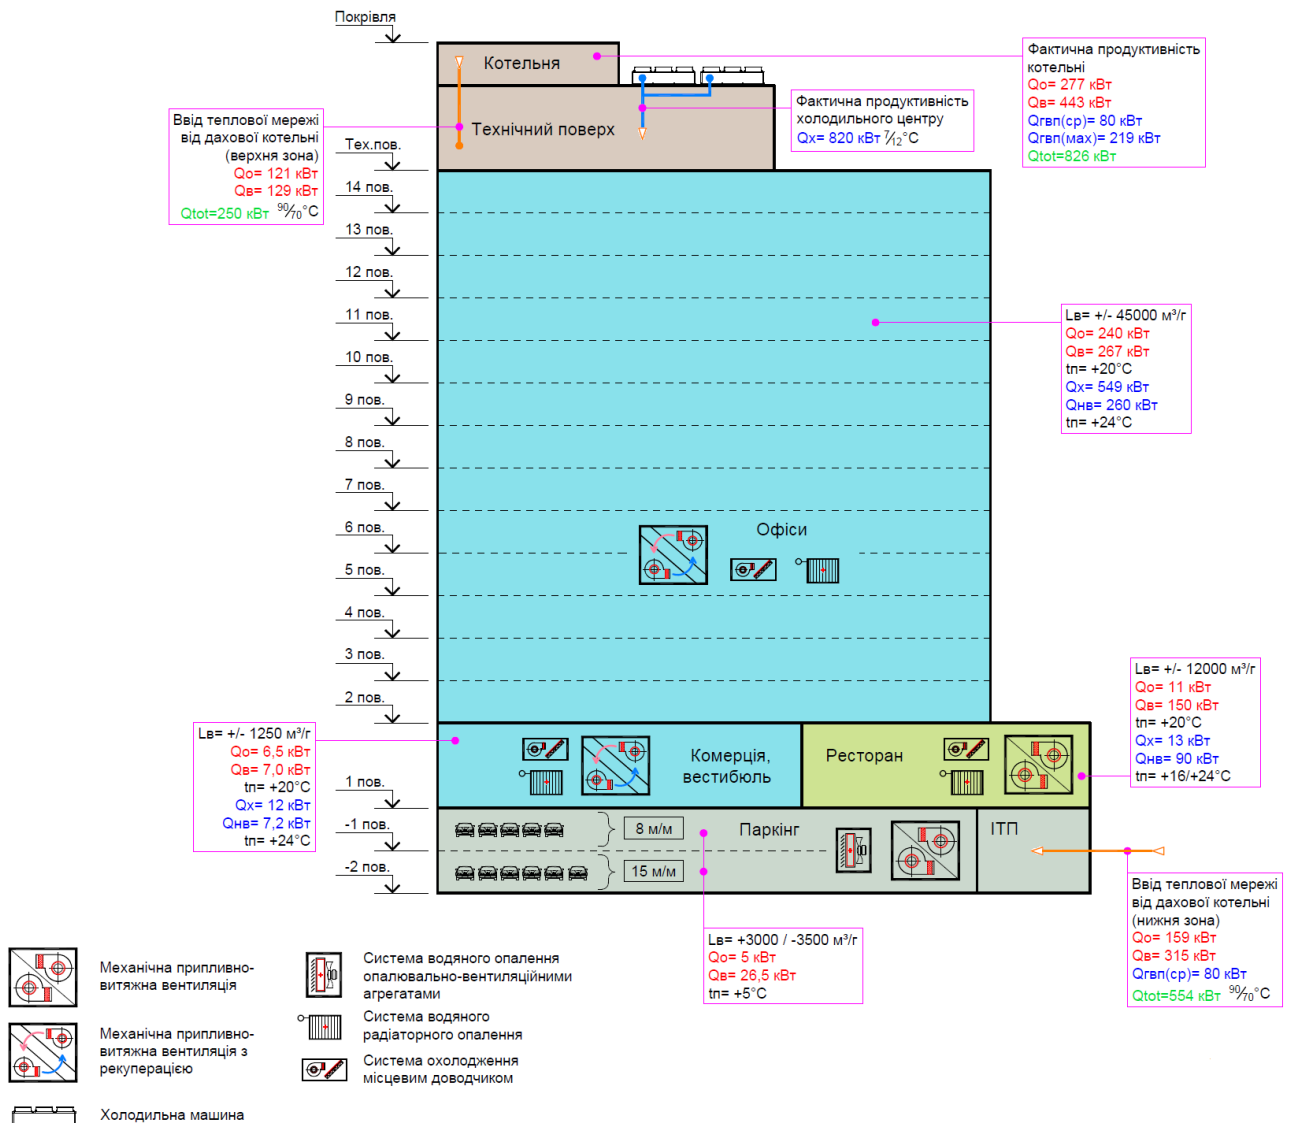 Покрівля
Котельня
Фактична продуктивність
котельні
Qо= 277 кВт
Qв= 443 кВт
Qгвп(ср)= 80 кВт
Qгвп(мах)= 219 кВт
Qtot=826 кВт
Фактична продуктивність
холодильного центру
Qх= 820 кВт 7/12°C
Ввід теплової мережі
від дахової котельні
(верхня зона)
Qо= 121 кВт
Qв= 129 кВт
Qtot=250 кВт 90/70°C
Технічний поверх
Тех.пов.
14 пов.
13 пов.
12 пов.
11 пов.
10 пов.
9 пов.
8 пов.
7 пов.
6 пов.
5 пов.
4 пов.
3 пов.
2 пов.
1 пов.
-1 пов.
-2 пов.
Lв= +/- 45000 м³/г
Qо= 240 кВт
Qв= 267 кВт
tп= +20°C
Qх= 549 кВт
Qнв= 260 кВт
tп= +24°C
Офіси
Lв= +/- 12000 м³/г
Qо= 11 кВт
Qв= 150 кВт
tп= +20°C
Qх= 13 кВт
Qнв= 90 кВт
tп= +16/+24°C
Lв= +/- 1250 м³/г
Qо= 6,5 кВт
Qв= 7,0 кВт
tп= +20°C
Qх= 12 кВт
Qнв= 7,2 кВт
tп= +24°C
Комерція,
вестибюль
Ресторан
8 м/м
Паркінг
ІТП
15 м/м
Ввід теплової мережі
від дахової котельні
(нижня зона)
Qо= 159 кВт
Qв= 315 кВт
Qгвп(ср)= 80 кВт
Qtot=554 кВт 90/70°C
Lв= +3000 / -3500 м³/г
Qо= 5 кВт
Qв= 26,5 кВт
tп= +5°C
Механічна припливно-
витяжна вентиляція
Механічна припливно-
витяжна вентиляція з
рекуперацією
Холодильна машина
Система водяного опалення
опалювально-вентиляційними
агрегатами
Система водяного
радіаторного опалення
Система охолодження
місцевим доводчиком